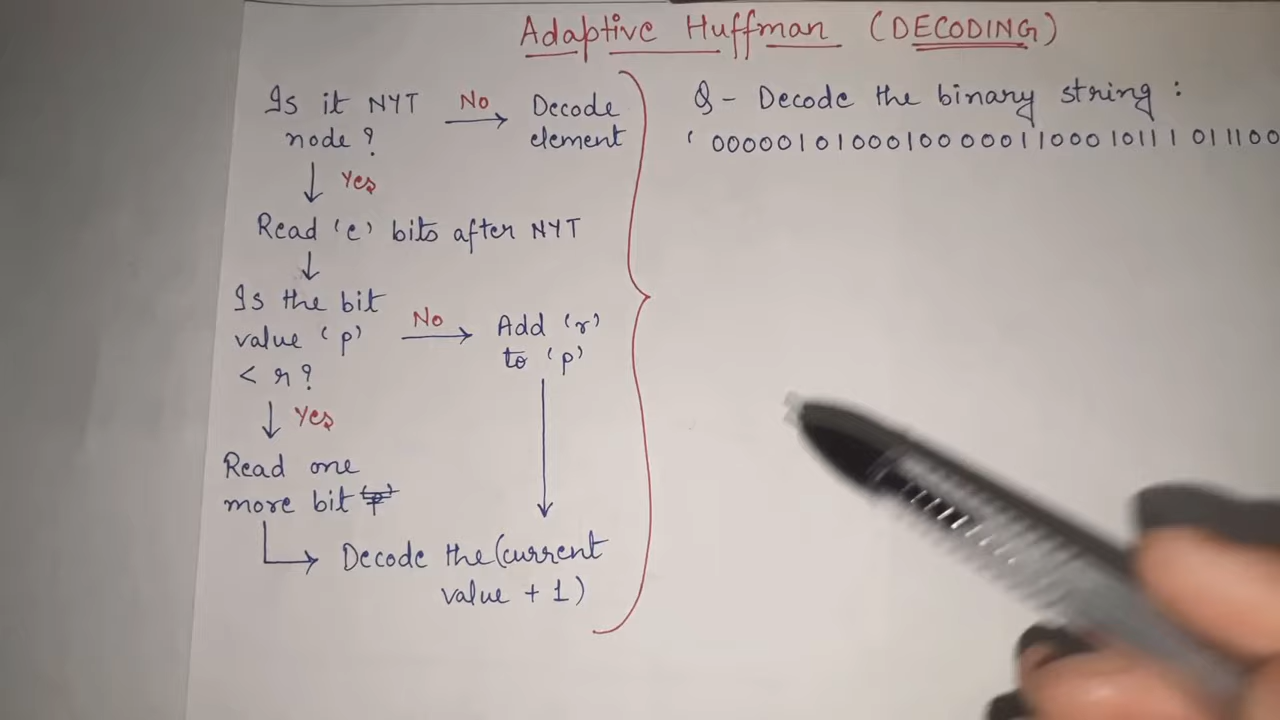 Adaptive Huffman (DECODING)
Is it NYT node?
No
Decode element
Yes
Read 'e' bits after NYT
Is the bit value 'p' < r?
No
Add 'r' to 'p'
Yes
Read one more bit
Decode the (current value + 1)
Q - Decode the binary string :
' 000001010001000001100010111011100